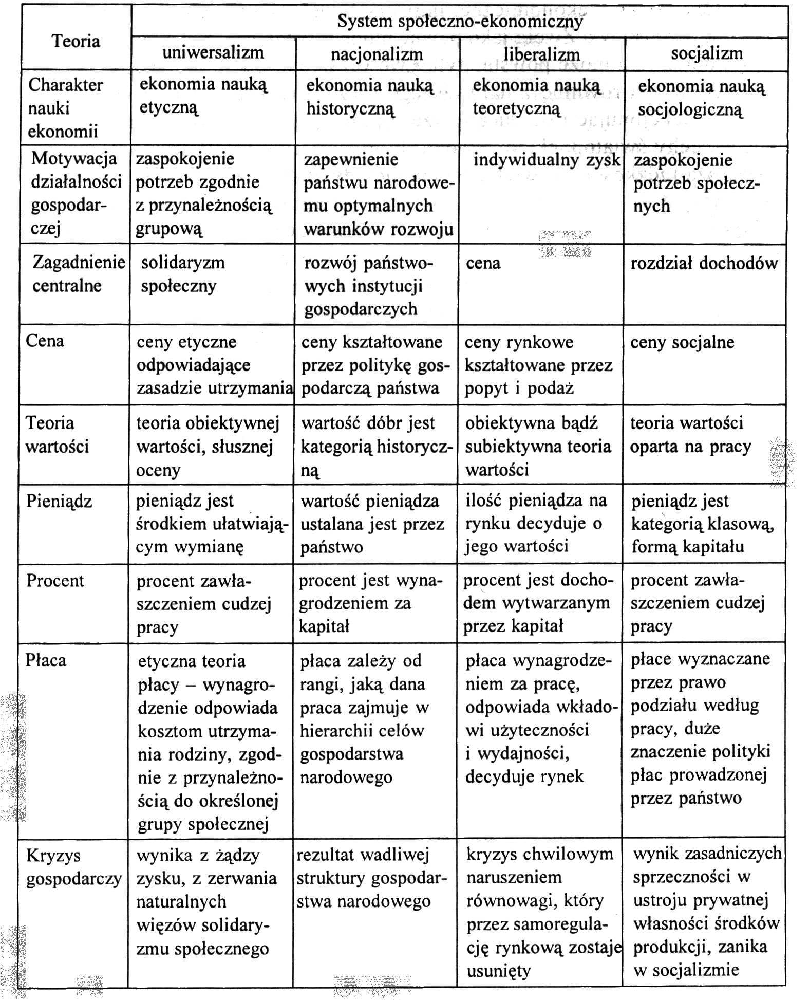 Teoria
System społeczno-ekonomiczny
uniwersalizm
nacjonalizm
liberalizm
socjalizm
Charakter
nauki
ekonomii
ekonomia nauką
etyczną
ekonomia nauką
historyczną
ekonomia nauką
teoretyczną
ekonomia nauką
socjologiczną
Motywacja
działalności
gospodar-
czej
zaspokojenie
potrzeb zgodnie
z przynależnością
grupową
zapewnienie
państwu narodowe-
mu optymalnych
warunków rozwoju
indywidualny zysk
zaspokojenie
potrzeb społecz-
nych
Zagadnienie
centralne
solidaryzm
społeczny
rozwój państwo-
wych instytucji
gospodarczych
cena
rozdział dochodów
Cena
ceny etyczne
odpowiadające
zasadzie utrzymania
ceny kształtowane
przez politykę gos-
podarczą państwa
ceny rynkowe
kształtowane przez
popyt i podaż
ceny socjalne
Teoria
wartości
teoria obiektywnej
wartości, słusznej
oceny
wartość dóbr jest
kategorią historycz-
ną
obiektywna bądź
subiektywna teoria
wartości
teoria wartości
oparta na pracy
Pieniądz
pieniądz jest
środkiem ułatwiają-
cym wymianę
wartość pieniądza
ustalana jest przez
państwo
ilość pieniądza na
rynku decyduje o
jego wartości
pieniądz jest
kategorią klasową,
formą kapitału
Procent
procent zawła-
szczeniem cudzej
pracy
procent jest wyna-
grodzeniem za
kapitał
procent jest docho-
dem wytwarzanym
przez kapitał
procent zawła-
szczeniem cudzej
pracy
Płaca
etyczna teoria
płacy – wynagro-
dzenie odpowiada
kosztom utrzyma-
nia rodziny, zgod-
nie z przynależno-
ścią do określonej
grupy społecznej
płaca zależy od
rangi, jaką dana
praca zajmuje w
hierarchii celów
gospodarstwa
narodowego
płaca wynagrodze-
niem za pracę,
odpowiada wkłado-
wi użyteczności
i wydajności,
decyduje rynek
płace wyznaczane
przez prawo
podziału według
pracy, duże
znaczenie polityki
płac prowadzonej
przez państwo
Kryzys
gospodarczy
wynika z żądzy
zysku, z zerwania
naturalnych
więzów solidary-
zmu społecznego
rezultat wadliwej
struktury gospodar-
stwa narodowego
kryzys chwilowym
naruszeniem
równowagi, który
przez samoregula-
cję rynkową zostaje
usunięty
wynik zasadniczych
sprzeczności w
ustroju prywatnej
własności środków
produkcji, zanika
w socjalizmie